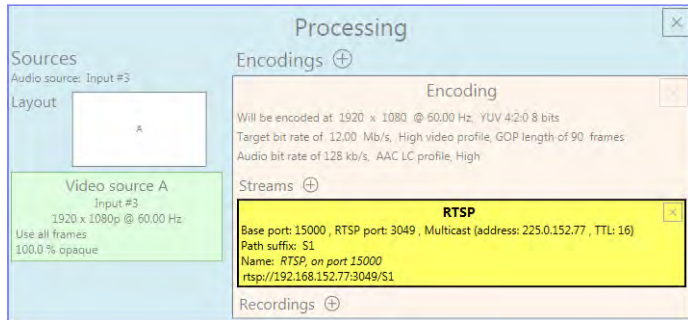 Processing
Sources
Audio source: Input #3
Layout
A
Video source A
Input #3
1920 x 1080p @ 60.00 Hz
Use all frames
100.0 % opaque
Encodings
Encoding
Will be encoded at 1920 x 1080 @ 60.00 Hz, YUV 4:2:0 8 bits
Target bit rate of 12.00 Mb/s, High video profile, GOP length of 90 frames
Audio bit rate of 128 kb/s, AAC LC profile, High
Streams
RTSP
Base port: 15000 , RTSP port: 3049 , Multicast (address: 225.0.152.77 , TTL: 16)
Path suffix: S1
Name: RTSP, on port 15000
rtsp://192.168.152.77:3049/S1
Recordings